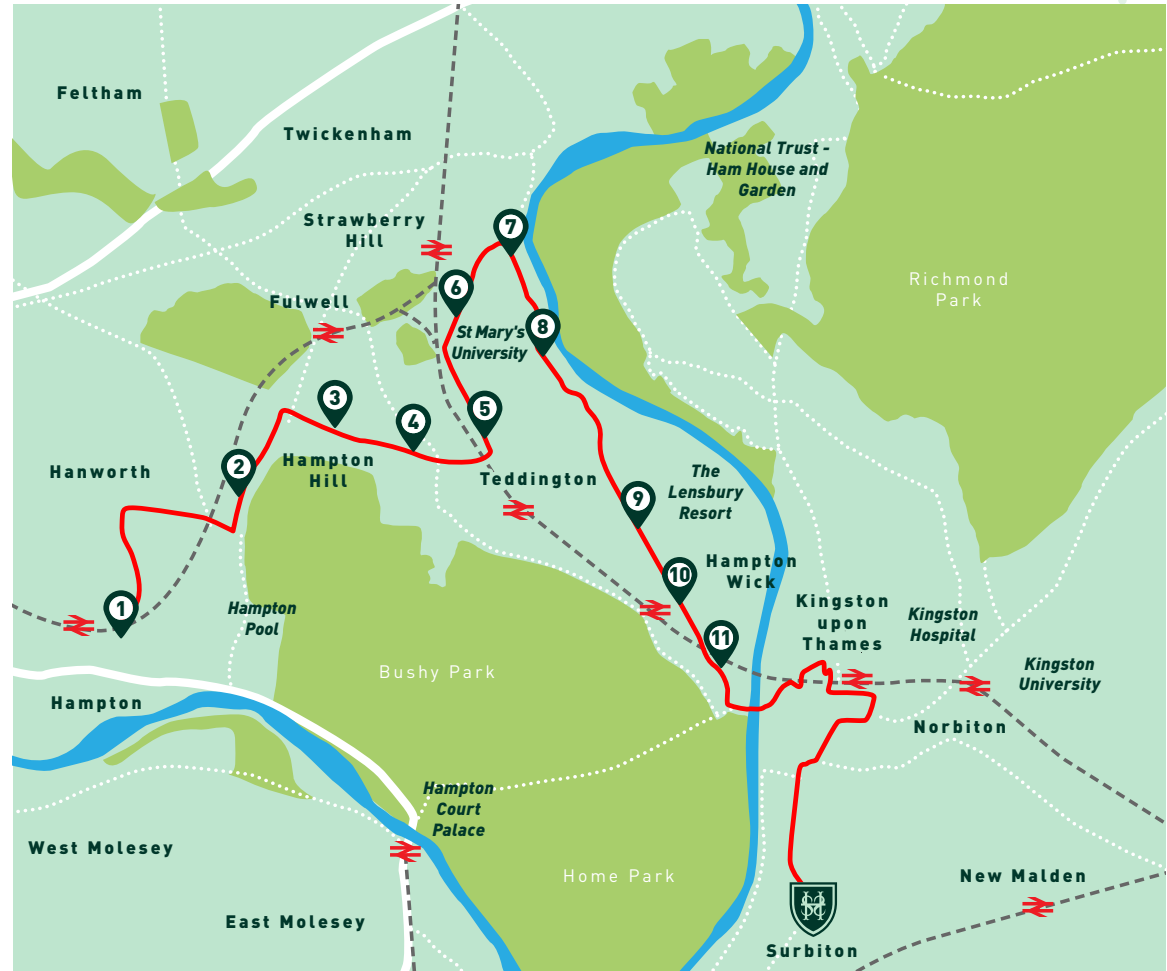 Feltham
Twickenham
National Trust -
Ham House and
Garden
Strawberry
Hill
7
Richmond
Park
6
Fulwell
8
St Mary's
University
3
4
5
Hampton
Hill
2
Hanworth
Teddington
The
Lensbury
Resort
9
Hampton
Wick
10
1
Hampton
Pool
Kingston
upon
Thames
Kingston
Hospital
11
Bushy Park
Kingston
University
Hampton
Norbiton
Hampton
Court
Palace
West Molesey
Home Park
New Malden
East Molesey
Surbiton